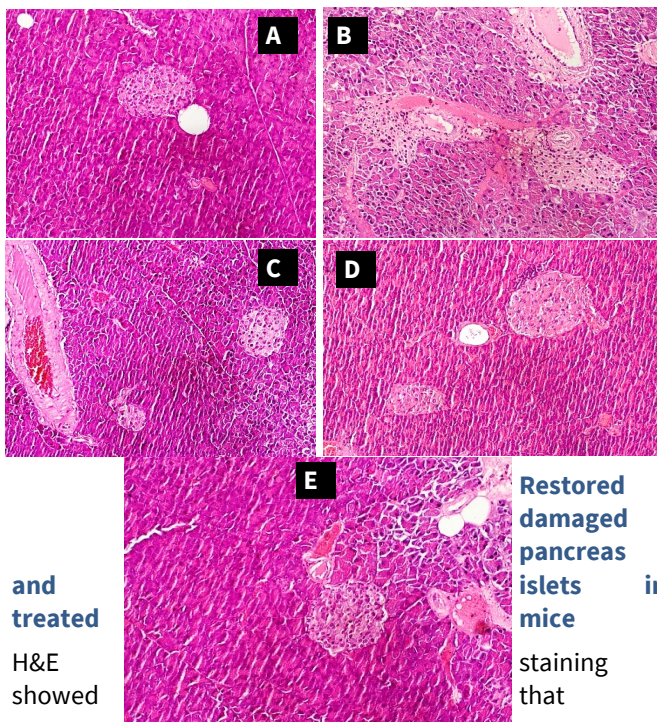 A
B
C
D
E
Restored
damaged
pancreas
and islets in
treated mice
H&E staining
showed that